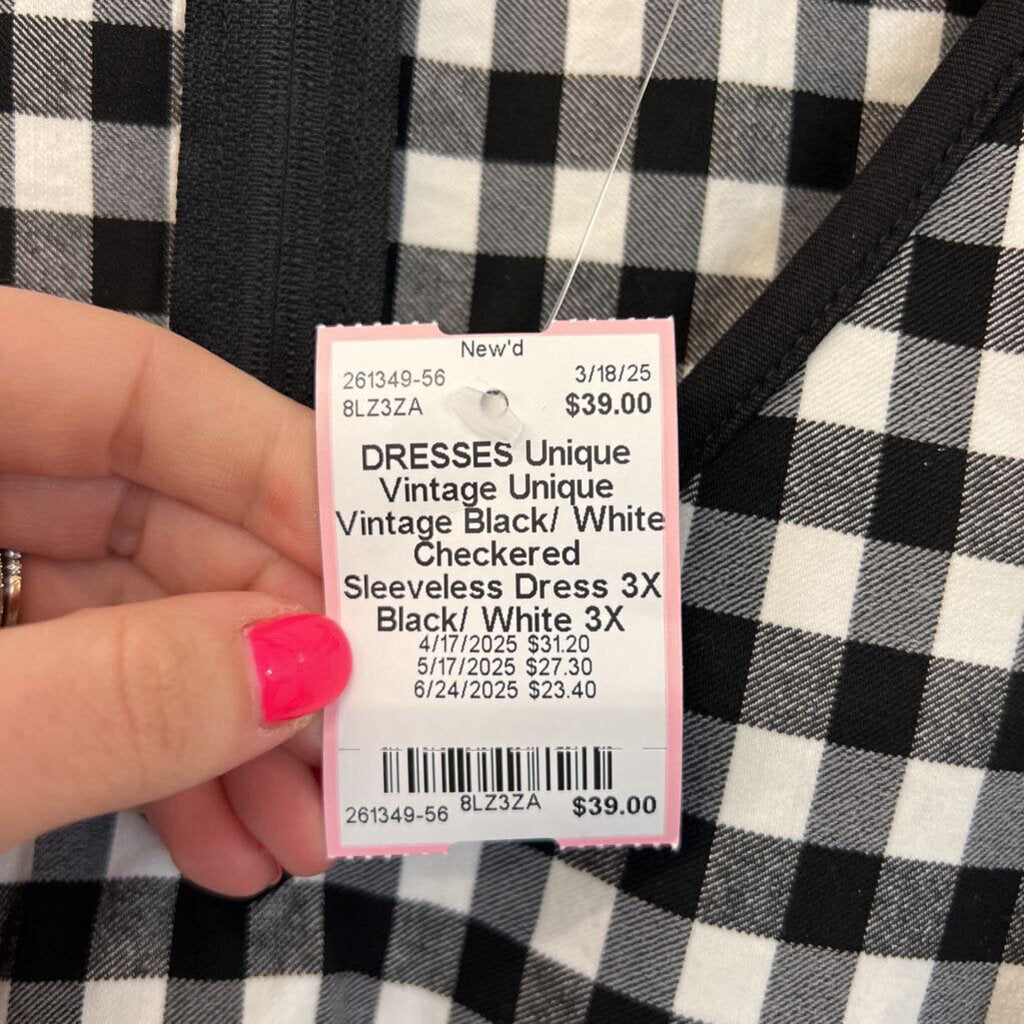 New'd
261349-56 3/18/25
8LZ3ZA $39.00
DRESSES Unique
Vintage Unique
Vintage Black/ White
Checkered
Sleeveless Dress 3X
Black/ White 3X
4/17/2025 $31.20
5/17/2025 $27.30
6/24/2025 $23.40
261349-56 8LZ3ZA $39.00